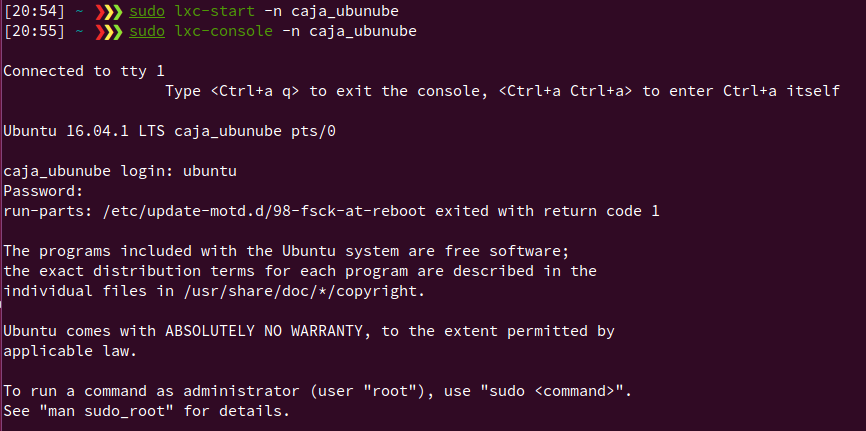 [20:54] ~ ❯❯❯ sudo lxc-start -n caja_ubunube
[20:55] ~ ❯❯❯ sudo lxc-console -n caja_ubunube
Connected to tty 1
Type <Ctrl+a q> to exit the console, <Ctrl+a Ctrl+a> to enter Ctrl+a itself
Ubuntu 16.04.1 LTS caja_ubunube pts/0
caja_ubunube login: ubuntu
Password:
run-parts: /etc/update-motd.d/98-fsck-at-reboot exited with return code 1
The programs included with the Ubuntu system are free software;
the exact distribution terms for each program are described in the
individual files in /usr/share/doc/*/copyright.
Ubuntu comes with ABSOLUTELY NO WARRANTY, to the extent permitted by
applicable law.
To run a command as administrator (user "root"), use "sudo <command>".
See "man sudo_root" for details.